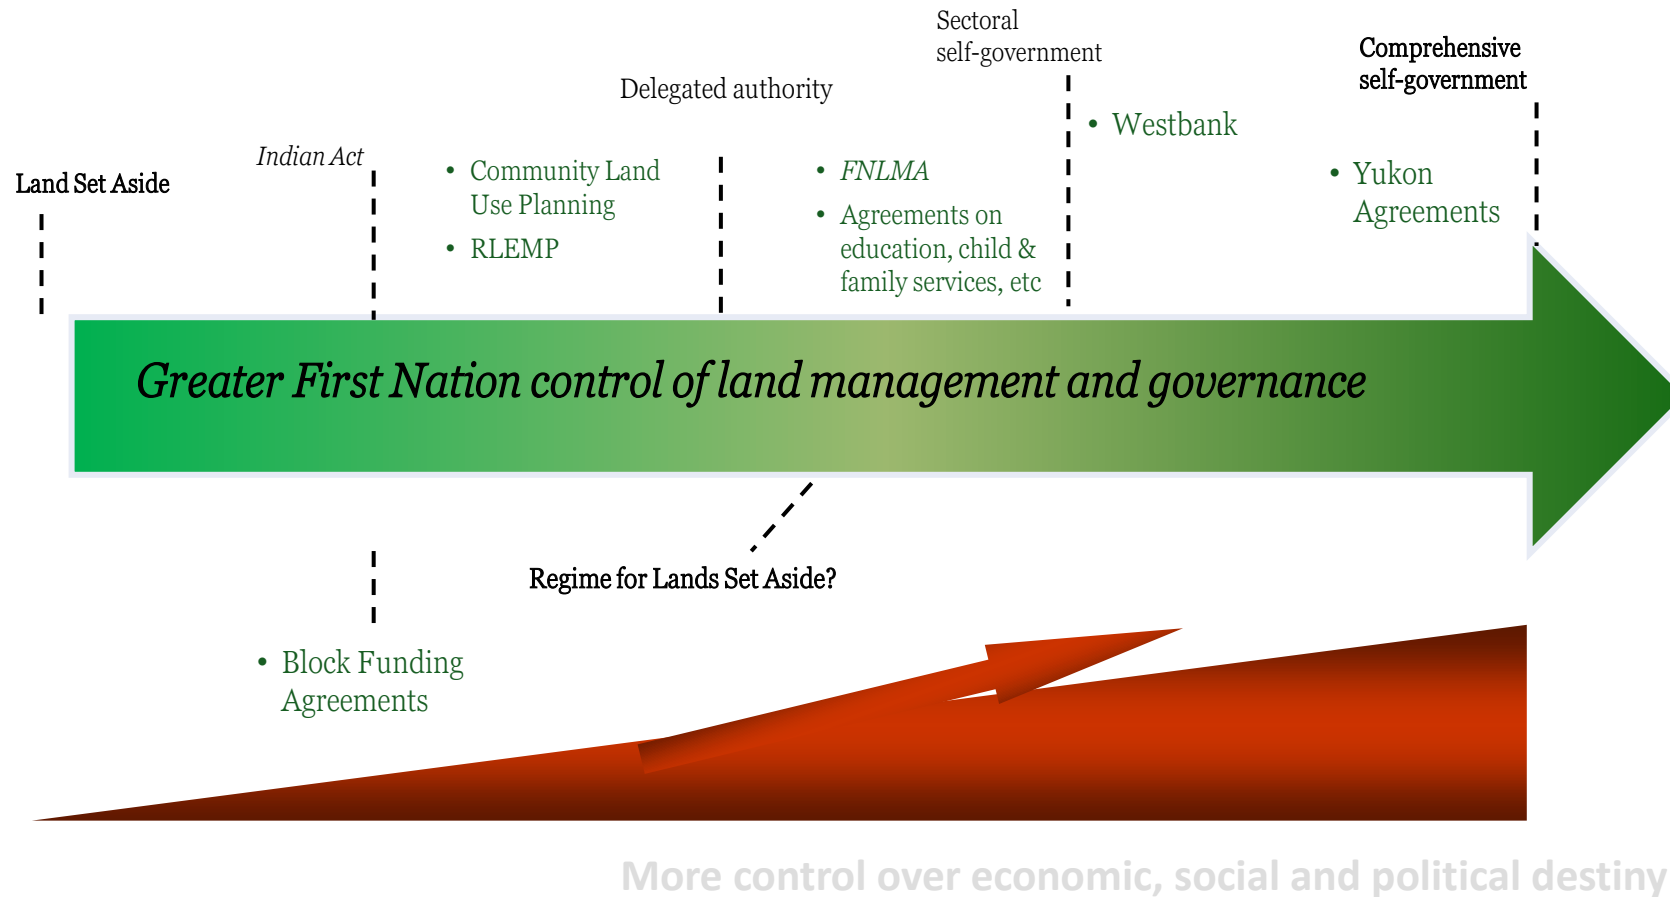 Sectoral
self-government
Comprehensive
self-government
Delegated authority
• Westbank
Indian Act
Land Set Aside
• Community Land
Use Planning
• RLEMP
• FNLMA
• Agreements on
education, child &
family services, etc
• Yukon
Agreements
Greater First Nation control of land management and governance
Regime for Lands Set Aside?
• Block Funding
Agreements
More control over economic, social and political destiny